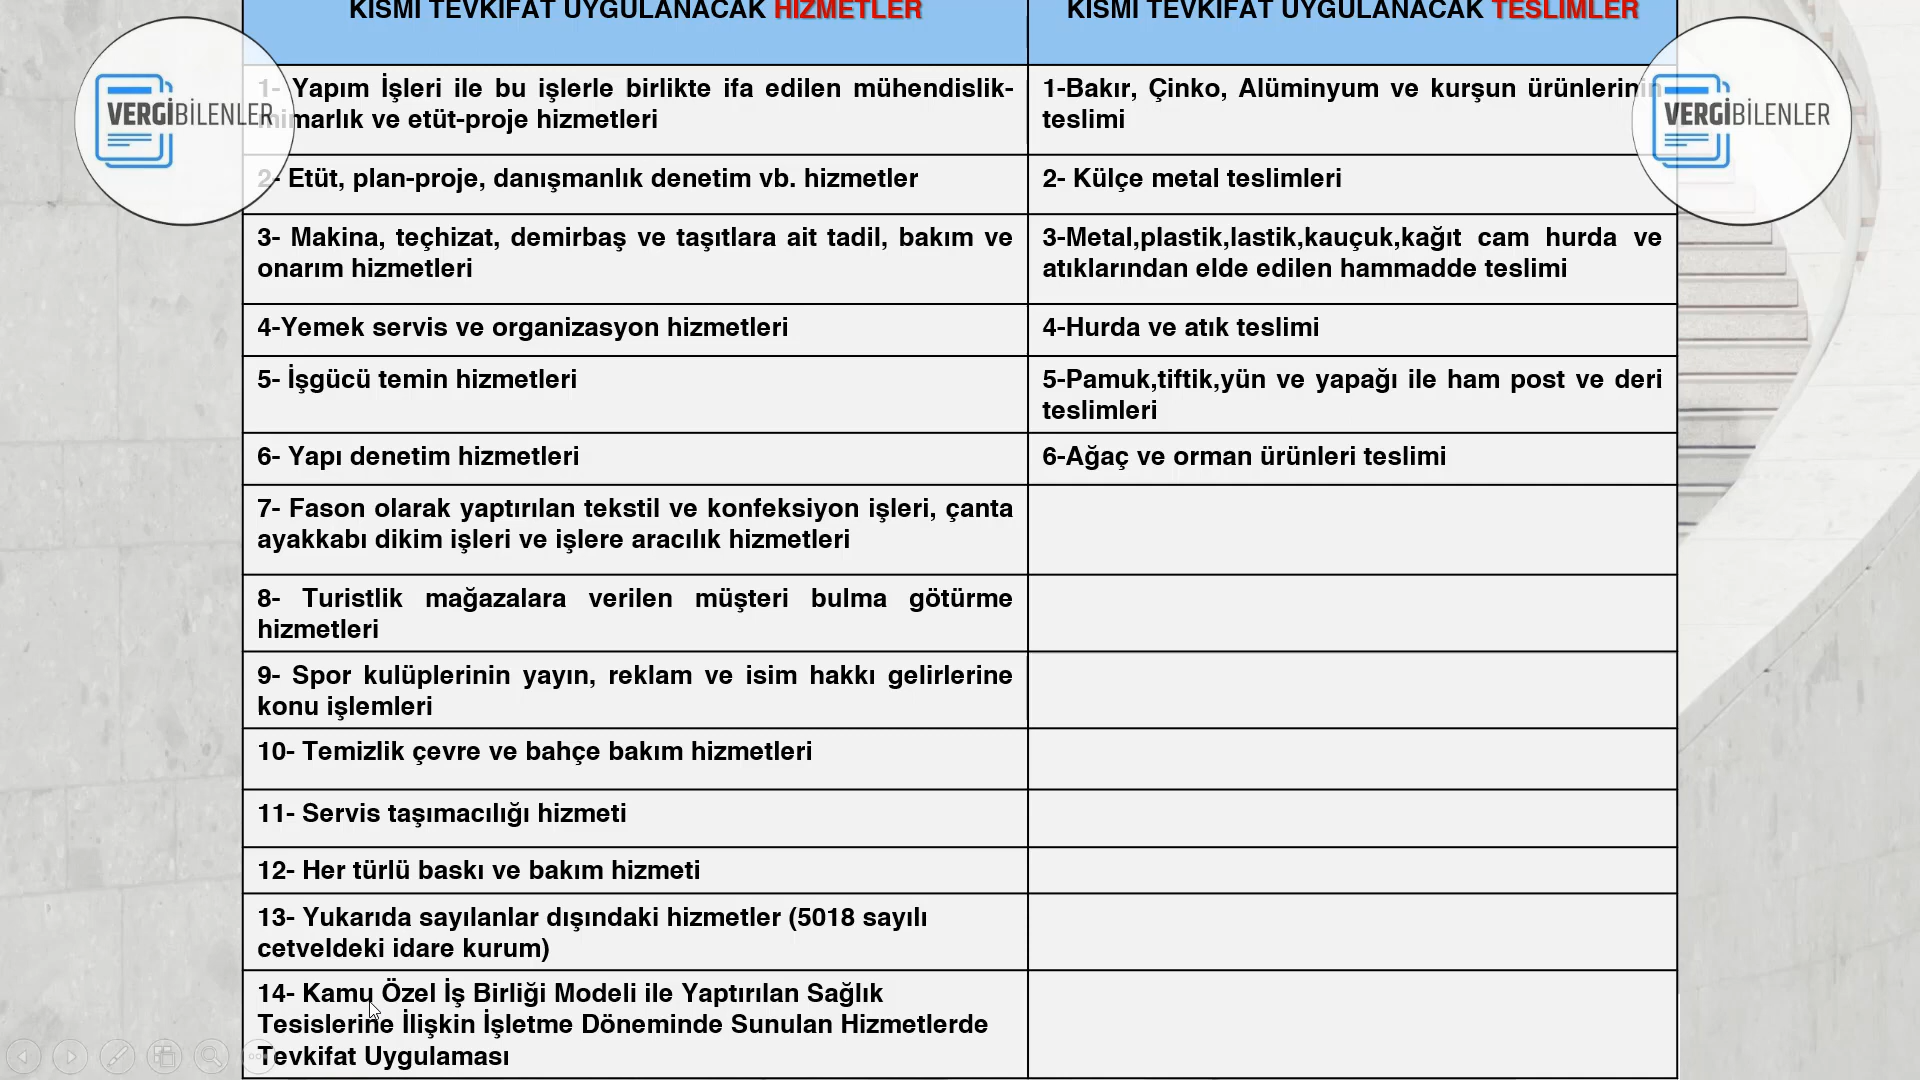 KISMİ TEVKİFAT UYGULANACAK HİZMETLER
KISMİ TEVKİFAT UYGULANACAK TESLİMLER
VERGİBİLENLER
VERGİBİLENLER
1- Yapım İşleri ile bu işlerle birlikte ifa edilen mühendislik-
mimarlık ve etüt-proje hizmetleri
1-Bakır, Çinko, Alüminyum ve kurşun ürünlerinin
teslimi
2- Etüt, plan-proje, danışmanlık denetim vb. hizmetler
2- Külçe metal teslimleri
3- Makina, teçhizat, demirbaş ve taşıtlara ait tadil, bakım ve
onarım hizmetleri
3-Metal,plastik,lastik,kauçuk,kağıt cam hurda ve
atıklarından elde edilen hammadde teslimi
4-Yemek servis ve organizasyon hizmetleri
4-Hurda ve atık teslimi
5- İşgücü temin hizmetleri
5-Pamuk,tiftik,yün ve yapağı ile ham post ve deri
teslimleri
6- Yapı denetim hizmetleri
6-Ağaç ve orman ürünleri teslimi
7- Fason olarak yaptırılan tekstil ve konfeksiyon işleri, çanta
ayakkabı dikim işleri ve işlere aracılık hizmetleri
8- Turistlik mağazalara verilen müşteri bulma götürme
hizmetleri
9- Spor kulüplerinin yayın, reklam ve isim hakkı gelirlerine
konu işlemleri
10- Temizlik çevre ve bahçe bakım hizmetleri
11- Servis taşımacılığı hizmeti
12- Her türlü baskı ve bakım hizmeti
13- Yukarıda sayılanlar dışındaki hizmetler (5018 sayılı
cetveldeki idare kurum)
14- Kamu Özel İş Birliği Modeli ile Yaptırılan Sağlık
Tesislerine İlişkin İşletme Döneminde Sunulan Hizmetlerde
Tevkifat Uygulaması